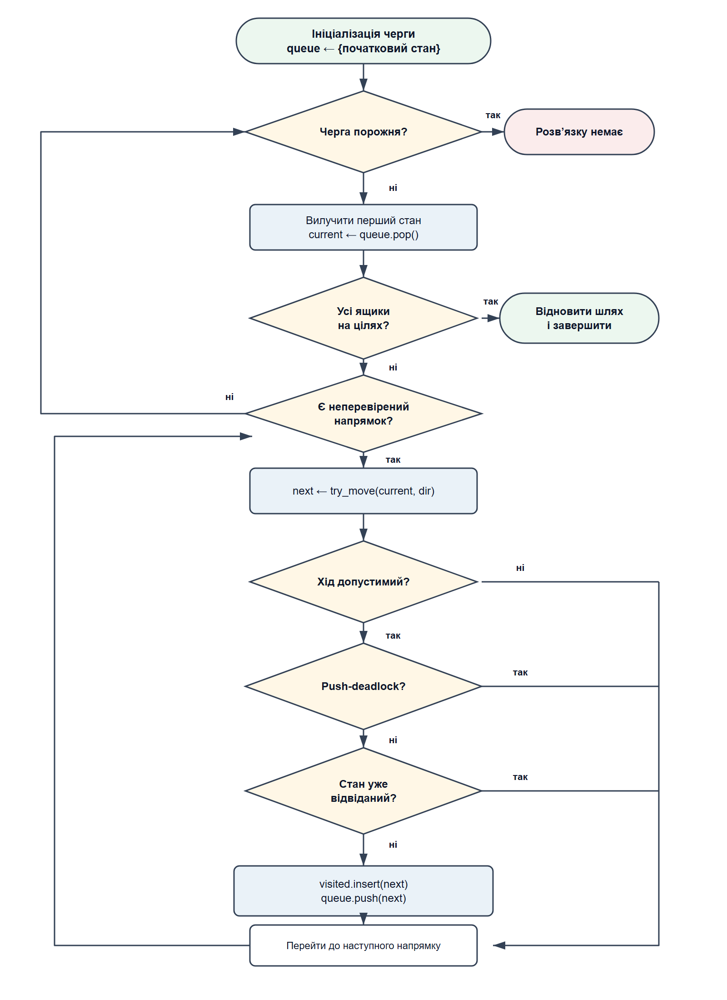 Ініціалізація черги
queue ← {початковий стан}
Черга порожня?
так
Розв’язку немає
ні
Вилучити перший стан
current ← queue.pop()
Усі ящики
на цілях?
так
Відновити шлях
і завершити
ні
Є неперевірений
напрямок?
ні
так
next ← try_move(current, dir)
Хід допустимий?
ні
так
Push-deadlock?
так
ні
Стан уже
відвіданий?
так
ні
visited.insert(next)
queue.push(next)
Перейти до наступного напрямку